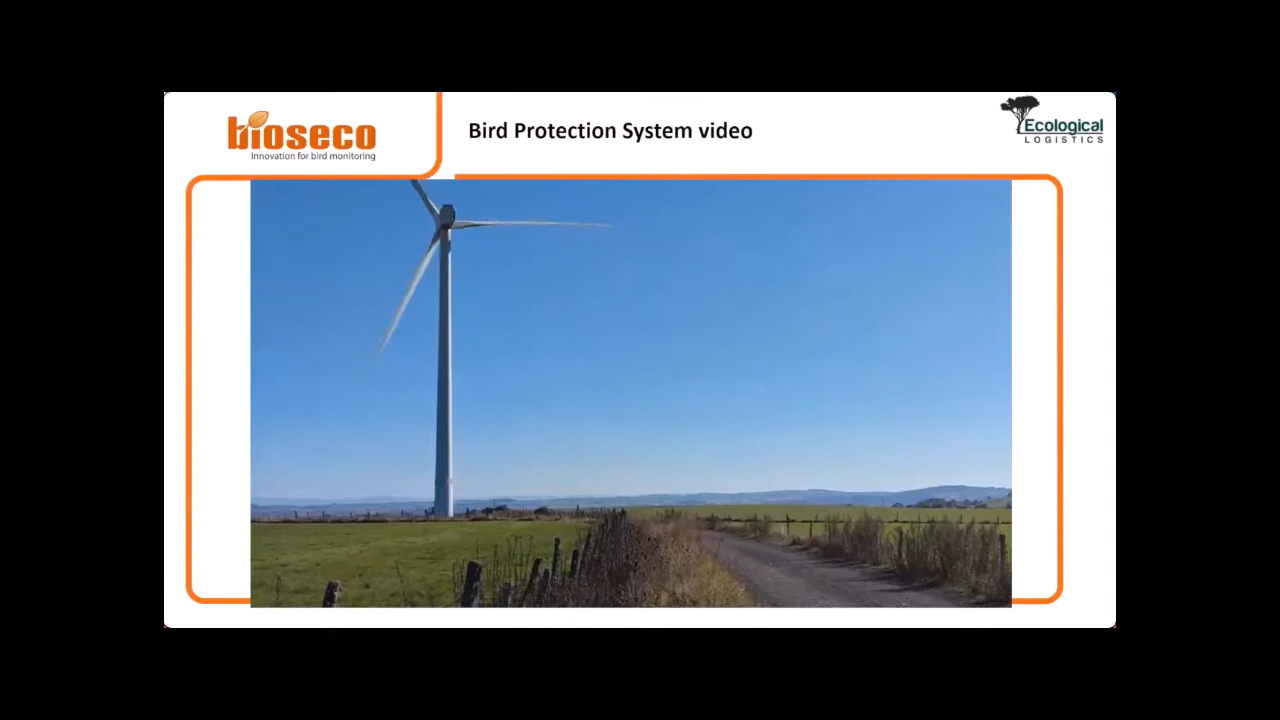 bioseco
Innovation for bird monitoring
Bird Protection System video
Ecological
LOGISTICS